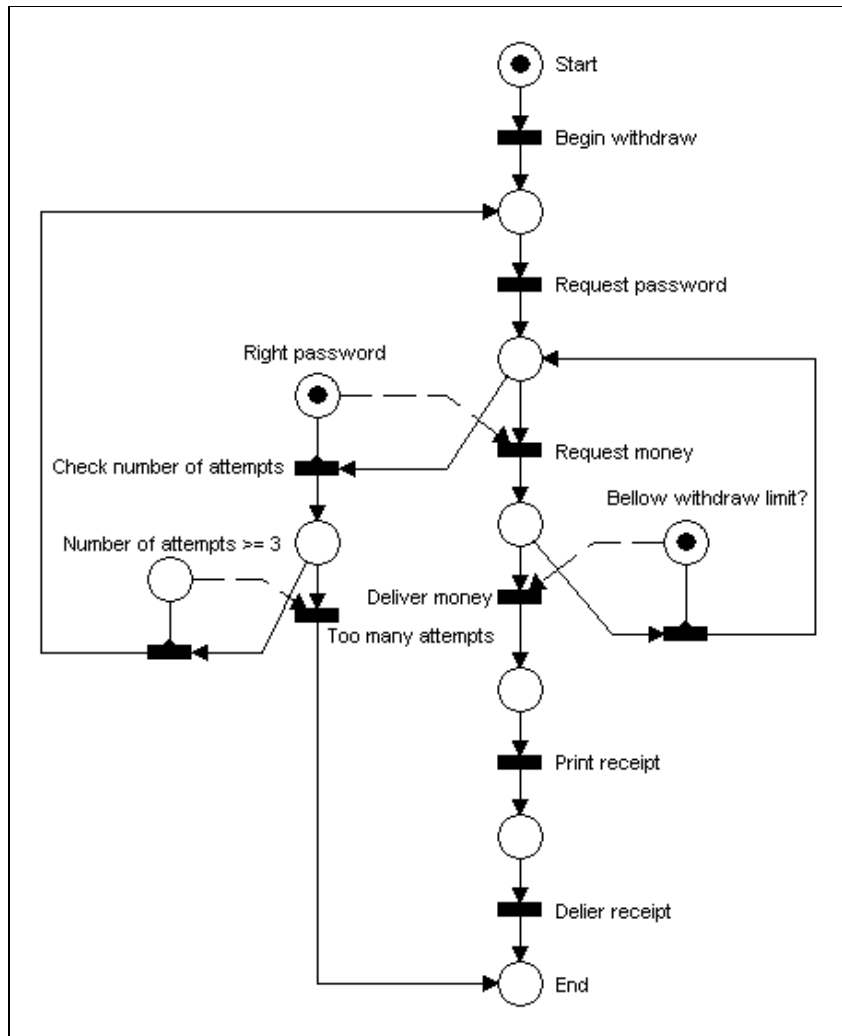 Start
Begin withdraw
Request password
Right password
Request money
Check number of attempts
Bellow withdraw limit?
Number of attempts >= 3
Deliver money
Too many attempts
Print receipt
Delier receipt
End